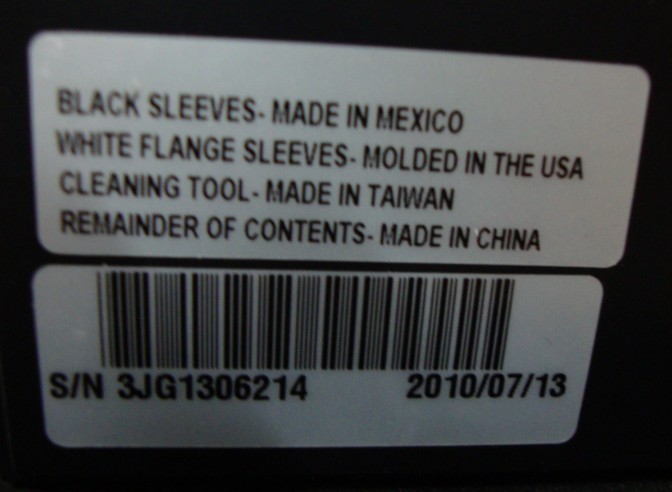 BLACK SLEEVES- MADE IN MEXICO
WHITE FLANGE SLEEVES- MOLDED IN THE USA
CLEANING TOOL- MADE IN TAIWAN
REMAINDER OF CONTENTS- MADE IN CHINA
S/N 3JG1306214 2010/07/13